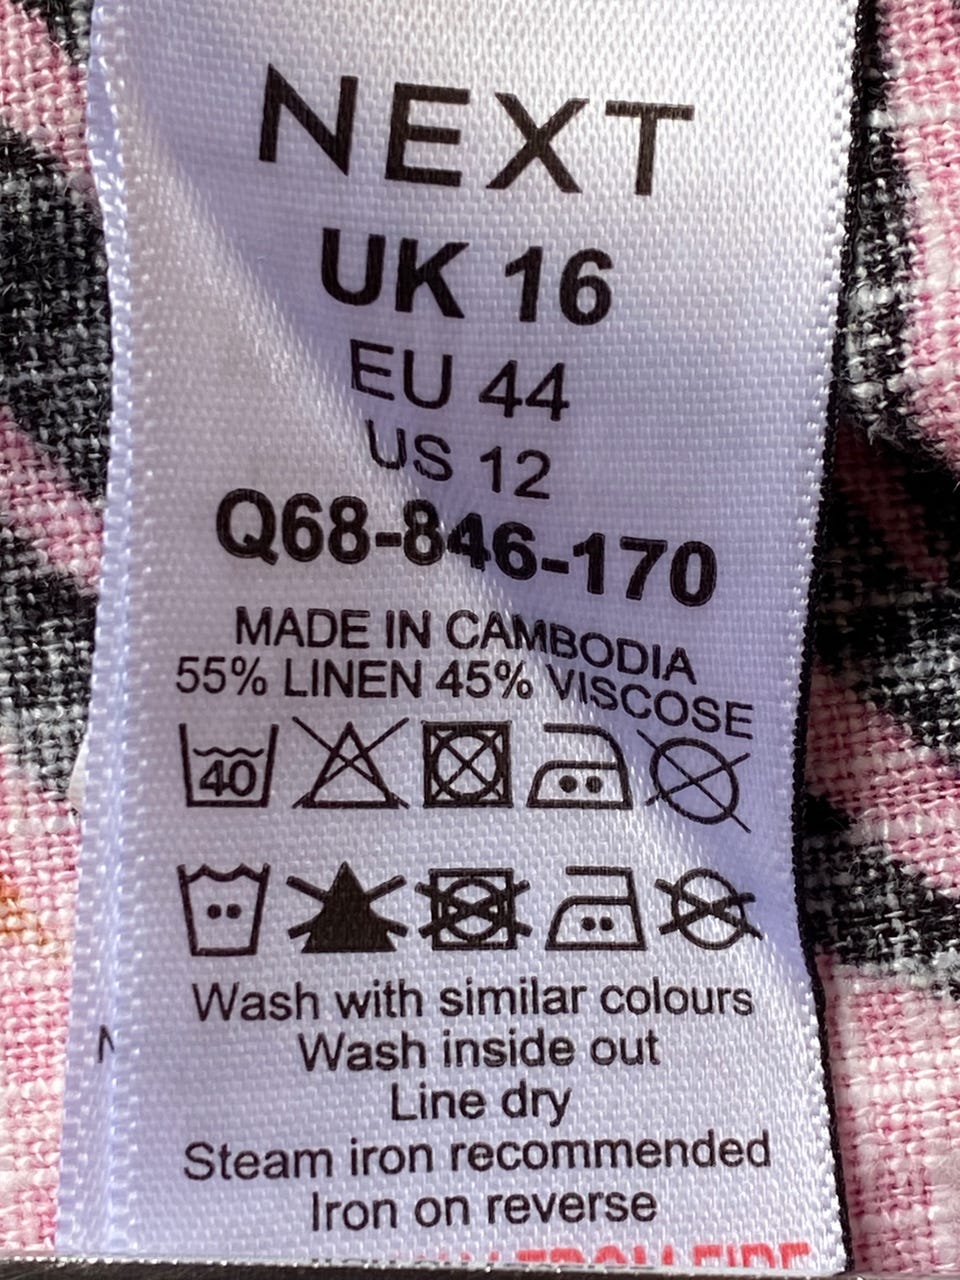 NEXT
UK 16
EU 44
US 12
Q68-846-170
MADE IN CAMBODIA
55% LINEN 45% VISCOSE
40
Wash with similar colours
Wash inside out
Line dry
Steam iron recommended
Iron on reverse